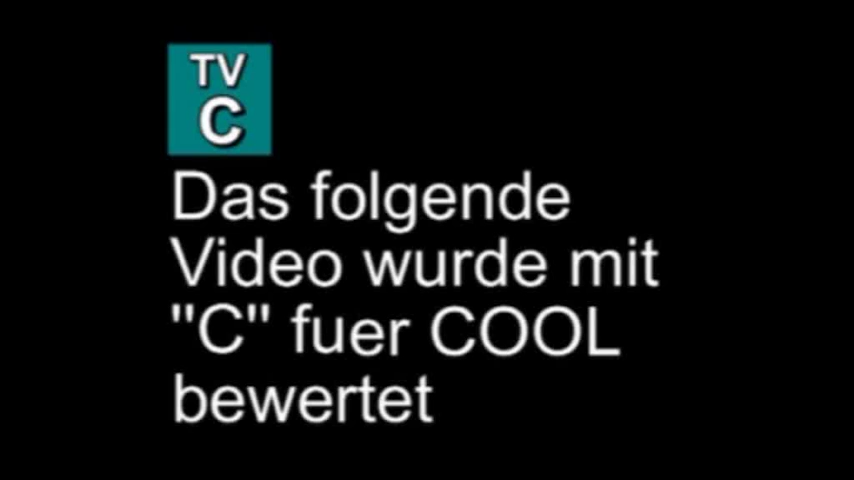 TV
C
Das folgende
Video wurde mit
"C" fuer COOL
bewertet